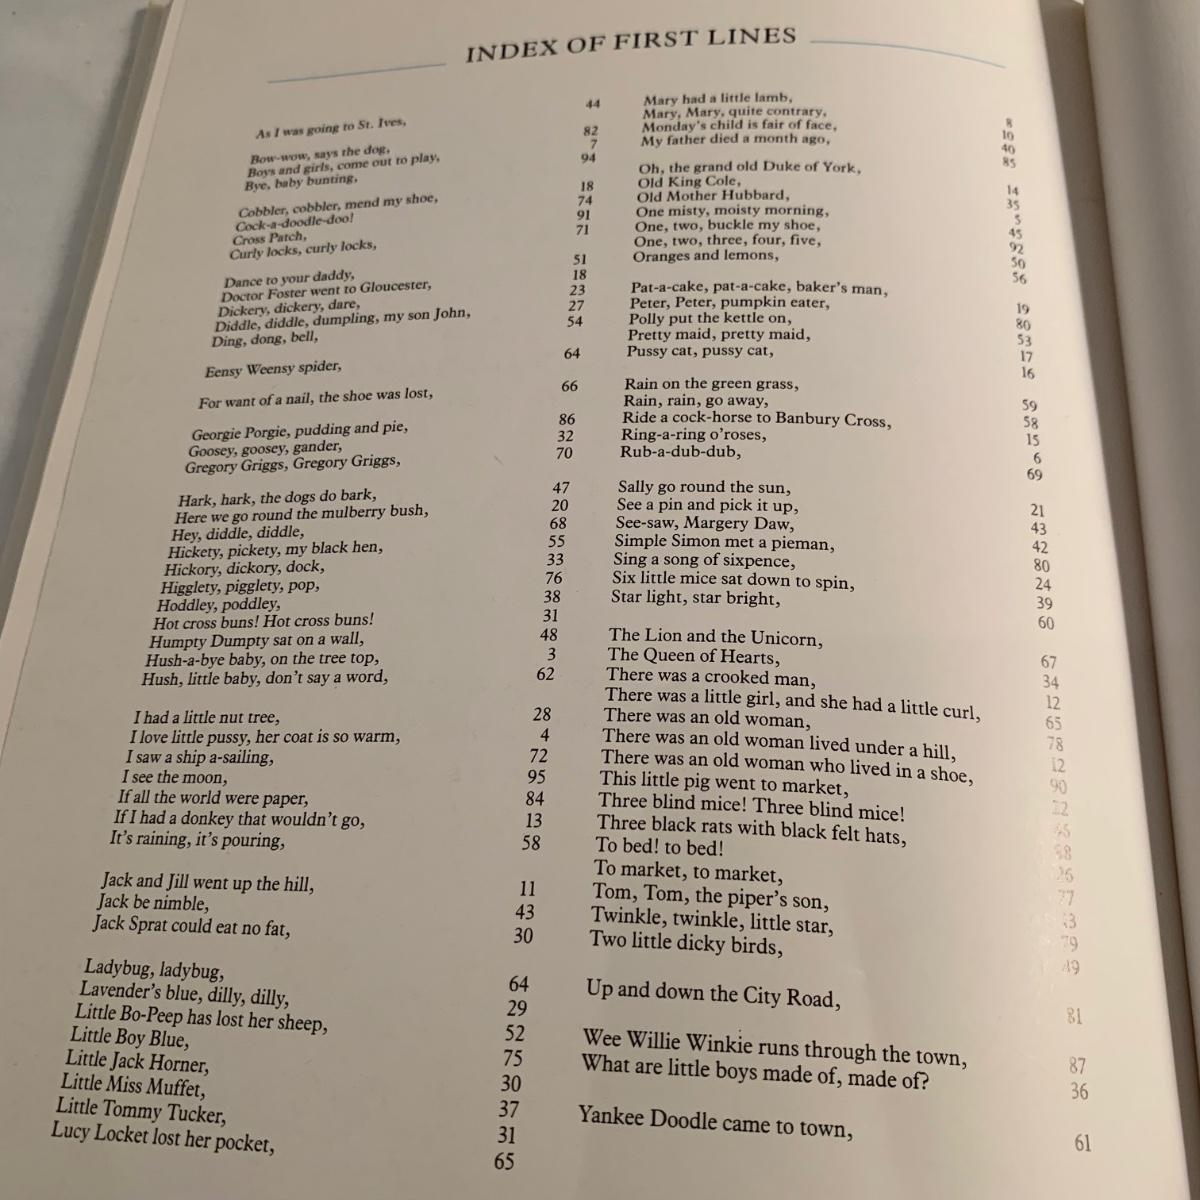 INDEX OF FIRST LINES
As I was going to St. Ives, 44
Bow-wow, says the dog, 82
Boys and girls, come out to play, 7
Bye, baby bunting, 94
Cobbler, cobbler, mend my shoe, 18
Cock-a-doodle-doo! 74
Cross Patch, 91
Curly locks, curly locks, 71
Dance to your daddy, 51
Doctor Foster went to Gloucester, 18
Dickery, dickery, dare, 23
Diddle, diddle, dumpling, my son John, 27
Ding, dong, bell, 54
Eensy Weensy spider, 64
For want of a nail, the shoe was lost, 66
Georgie Porgie, pudding and pie, 86
Goosey, goosey, gander, 32
Gregory Griggs, Gregory Griggs, 70
Hark, hark, the dogs do bark, 47
Here we go round the mulberry bush, 20
Hey, diddle, diddle, 68
Hickety, pickety, my black hen, 55
Hickory, dickory, dock, 33
Higglety, pigglety, pop, 76
Hoddley, poddley, 38
Hot cross buns! Hot cross buns! 31
Humpty Dumpty sat on a wall, 48
Hush-a-bye baby, on the tree top, 3
Hush, little baby, don't say a word, 62
I had a little nut tree, 28
I love little pussy, her coat is so warm, 4
I saw a ship a-sailing, 72
I see the moon, 95
If all the world were paper, 84
If I had a donkey that wouldn't go, 13
It's raining, it's pouring, 58
Jack and Jill went up the hill, 11
Jack be nimble, 43
Jack Sprat could eat no fat, 30
Ladybug, ladybug, 64
Lavender's blue, dilly, dilly, 29
Little Bo-Peep has lost her sheep, 52
Little Boy Blue, 75
Little Jack Horner, 30
Little Miss Muffet, 37
Little Tommy Tucker, 31
Lucy Locket lost her pocket, 65
Mary had a little lamb, 8
Mary, Mary, quite contrary, 10
Monday's child is fair of face, 40
My father died a month ago, 85
Oh, the grand old Duke of York, 14
Old King Cole, 35
Old Mother Hubbard, 5
One misty, moisty morning, 45
One, two, buckle my shoe, 92
One, two, three, four, five, 50
Oranges and lemons, 56
Pat-a-cake, pat-a-cake, baker's man, 19
Peter, Peter, pumpkin eater, 80
Polly put the kettle on, 53
Pretty maid, pretty maid, 17
Pussy cat, pussy cat, 16
Rain on the green grass, 59
Rain, rain, go away, 58
Ride a cock-horse to Banbury Cross, 15
Ring-a-ring o'roses, 6
Rub-a-dub-dub, 69
Sally go round the sun, 21
See a pin and pick it up, 43
See-saw, Margery Daw, 42
Simple Simon met a pieman, 80
Sing a song of sixpence, 24
Six little mice sat down to spin, 39
Star light, star bright, 60
The Lion and the Unicorn, 67
The Queen of Hearts, 34
There was a crooked man, 12
There was a little girl, and she had a little curl, 65
There was an old woman, 78
There was an old woman lived under a hill, 12
There was an old woman who lived in a shoe, 90
This little pig went to market,
Three blind mice! Three blind mice!
Three black rats with black felt hats,
To bed! to bed!
To market, to market, 77
Tom, Tom, the piper's son,
Twinkle, twinkle, little star, 79
Two little dicky birds, 49
Up and down the City Road, 81
Wee Willie Winkie runs through the town, 87
What are little boys made of, made of? 36
Yankee Doodle came to town, 61